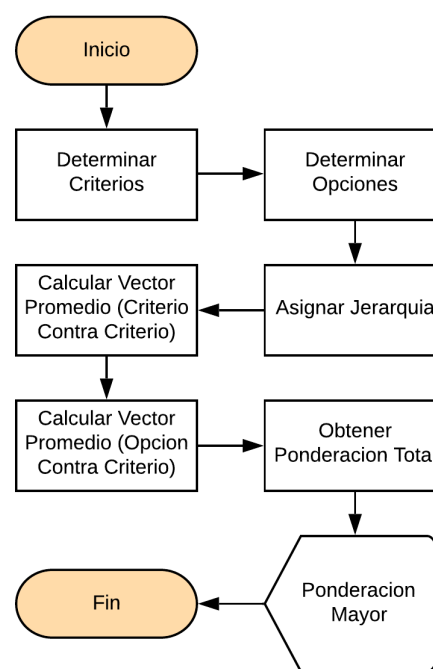 Inicio
Determinar
Criterios
Determinar
Opciones
Asignar Jerarquia
Calcular Vector
Promedio (Criterio
Contra Criterio)
Calcular Vector
Promedio (Opcion
Contra Criterio)
Obtener
Ponderacion Tota
Ponderacion
Mayor
Fin